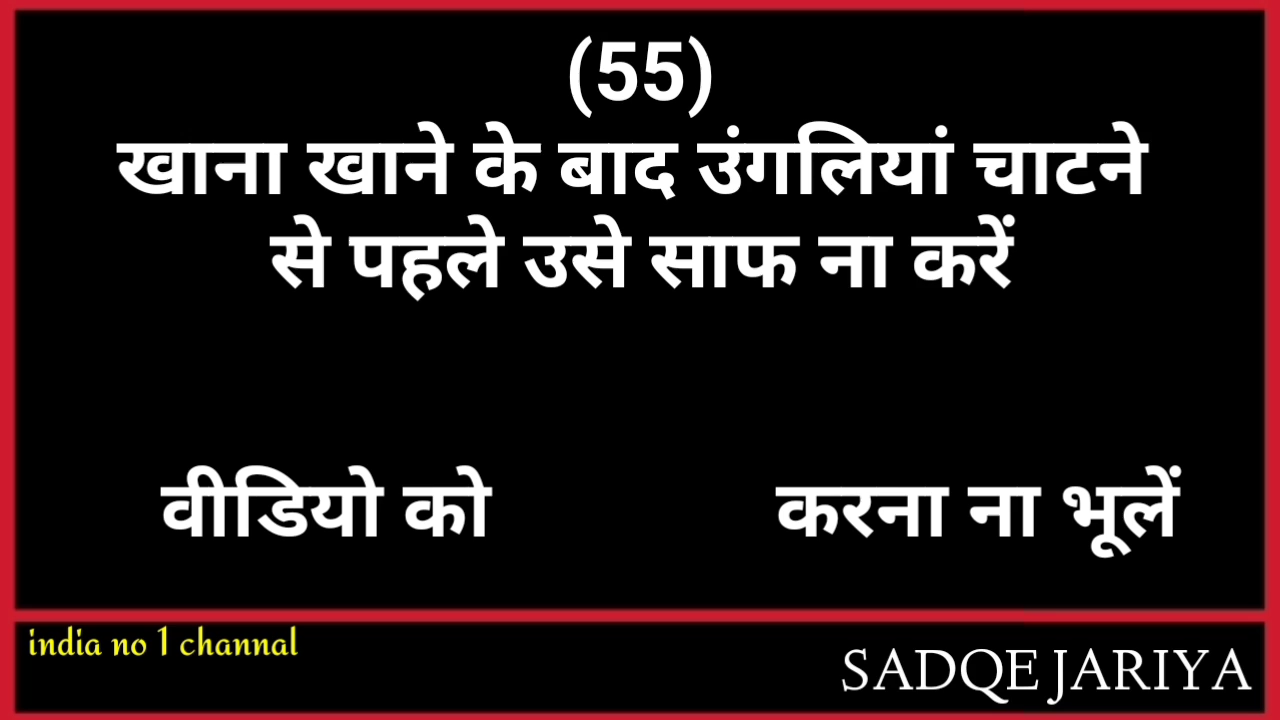 (55)
खाना खाने के बाद उंगलियां चाटने
से पहले उसे साफ ना करें
वीडियो को करना ना भूलें
india no 1 channal
SADQE JARIYA